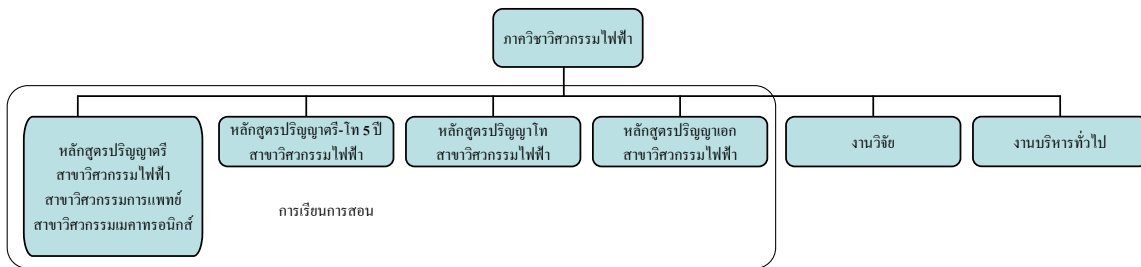 ภาควิชาวิศวกรรมไฟฟ้า
หลักสูตรปริญญาตรี
สาขาวิศวกรรมไฟฟ้า
สาขาวิศวกรรมการแพทย์
สาขาวิศวกรรมเมคาทรอนิกส์
หลักสูตรปริญญาตรี-โท 5 ปี
สาขาวิศวกรรมไฟฟ้า
หลักสูตรปริญญาโท
สาขาวิศวกรรมไฟฟ้า
หลักสูตรปริญญาเอก
สาขาวิศวกรรมไฟฟ้า
งานวิจัย
งานบริหารทั่วไป
การเรียนการสอน